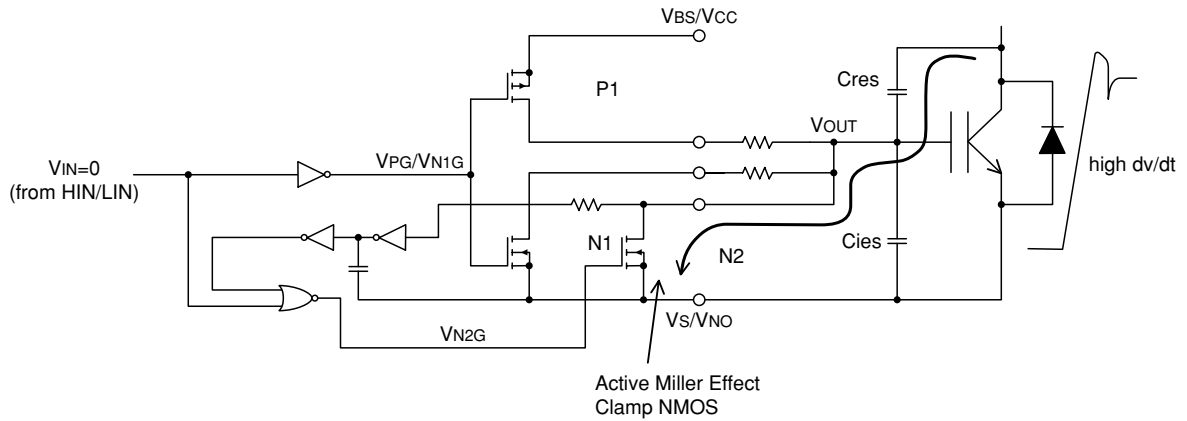 VBS/VCC
P1
Cres
VOUT
VIN=0
(from HIN/LIN)
VPG/VN1G
high dv/dt
N1
N2
Cies
VS/VNO
VN2G
Active Miller Effect
Clamp NMOS